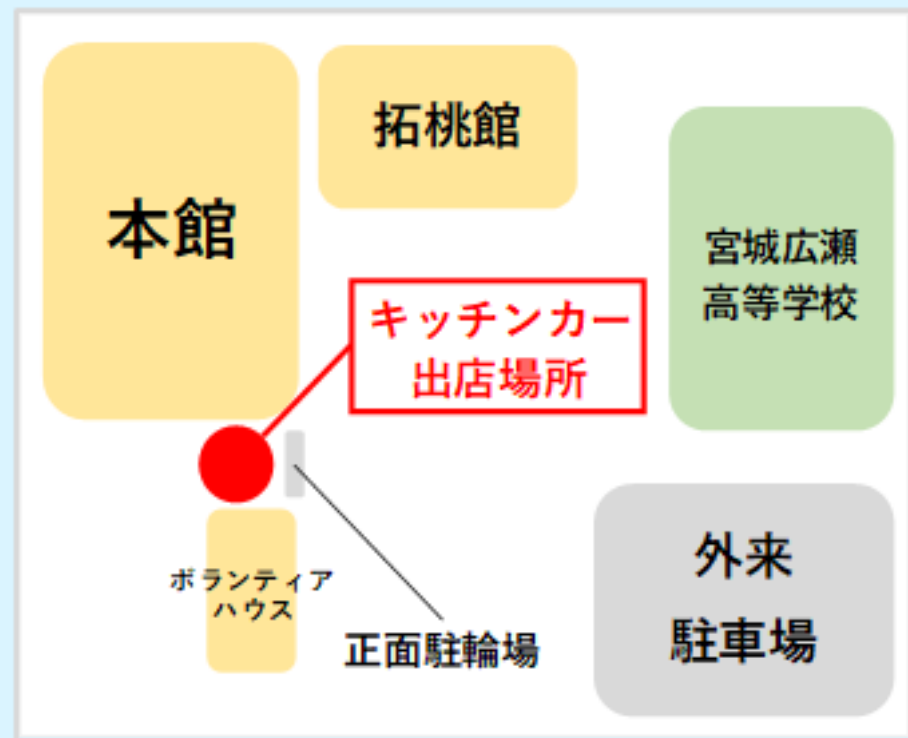 拓桃館
本館
宮城広瀬
高等学校
キッチンカー
出店場所
外来
駐車場
ボランティア
ハウス
正面駐輪場